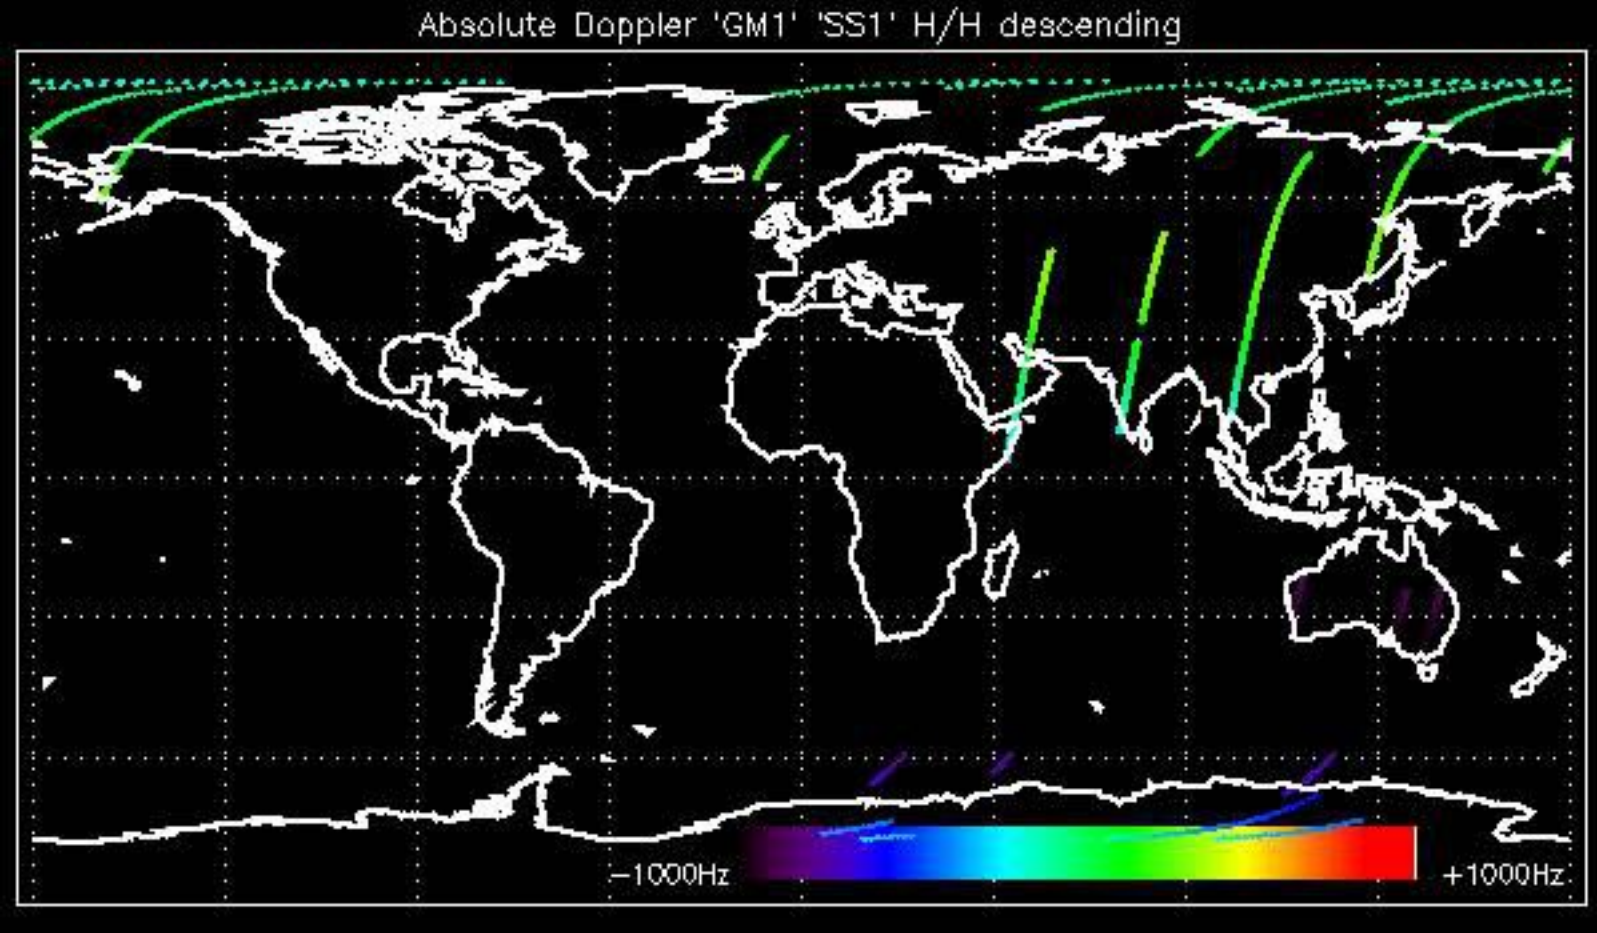 Absolute Doppler 'GM1' 'SS1' H/H descending
-1000Hz +1000Hz